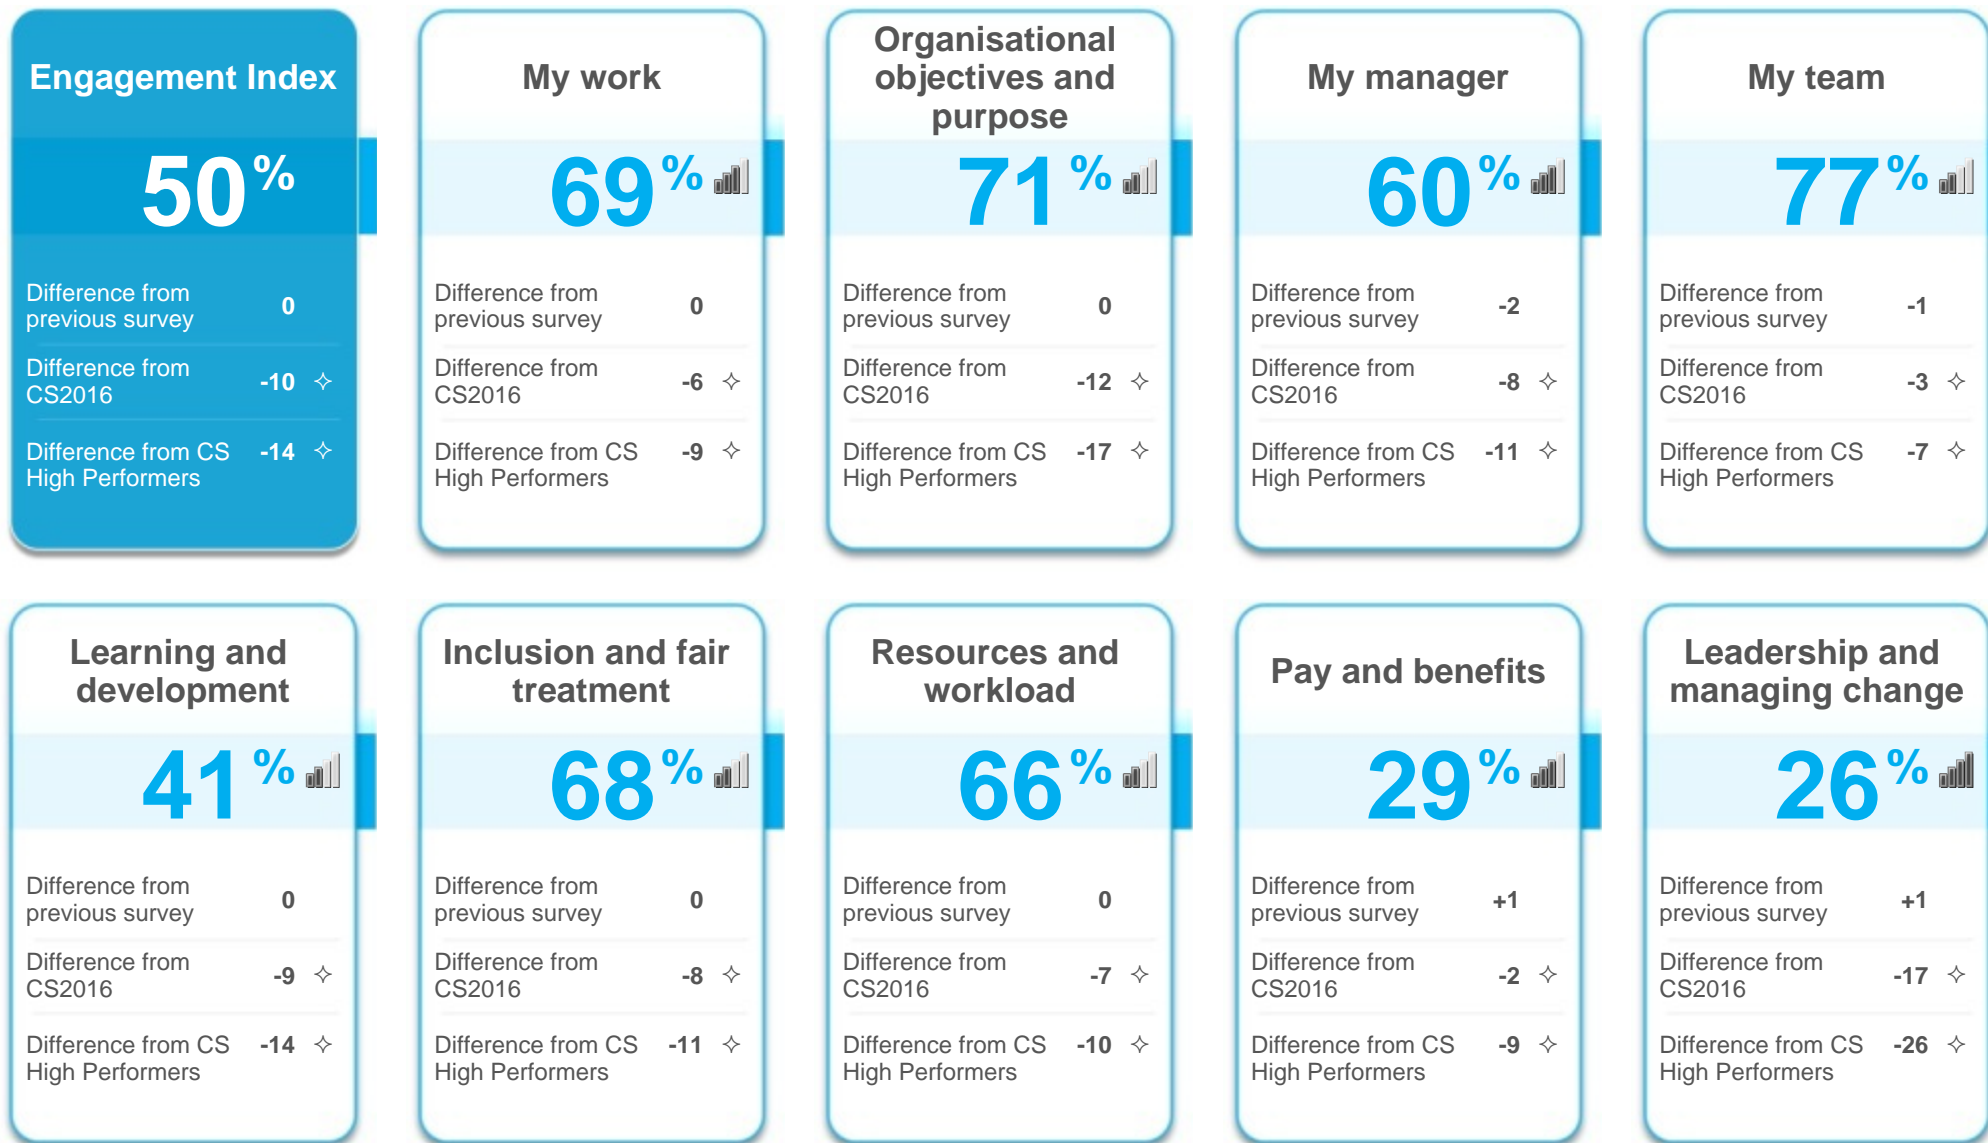 Engagement Index
50%
Difference from
previous survey
0
Difference from
CS2016
-10 ✧
Difference from CS
High Performers
-14 ✧
My work
69%
Difference from
previous survey
0
Difference from
CS2016
-6 ✧
Difference from CS
High Performers
-9 ✧
Organisational
objectives and
purpose
71%
Difference from
previous survey
0
Difference from
CS2016
-12 ✧
Difference from CS
High Performers
-17 ✧
My manager
60%
Difference from
previous survey
-2
Difference from
CS2016
-8 ✧
Difference from CS
High Performers
-11 ✧
My team
77%
Difference from
previous survey
-1
Difference from
CS2016
-3 ✧
Difference from CS
High Performers
-7 ✧
Learning and
development
41%
Difference from
previous survey
0
Difference from
CS2016
-9 ✧
Difference from CS
High Performers
-14 ✧
Inclusion and fair
treatment
68%
Difference from
previous survey
0
Difference from
CS2016
-8 ✧
Difference from CS
High Performers
-11 ✧
Resources and
workload
66%
Difference from
previous survey
0
Difference from
CS2016
-7 ✧
Difference from CS
High Performers
-10 ✧
Pay and benefits
29%
Difference from
previous survey
+1
Difference from
CS2016
-2 ✧
Difference from CS
High Performers
-9 ✧
Leadership and
managing change
26%
Difference from
previous survey
+1
Difference from
CS2016
-17 ✧
Difference from CS
High Performers
-26 ✧